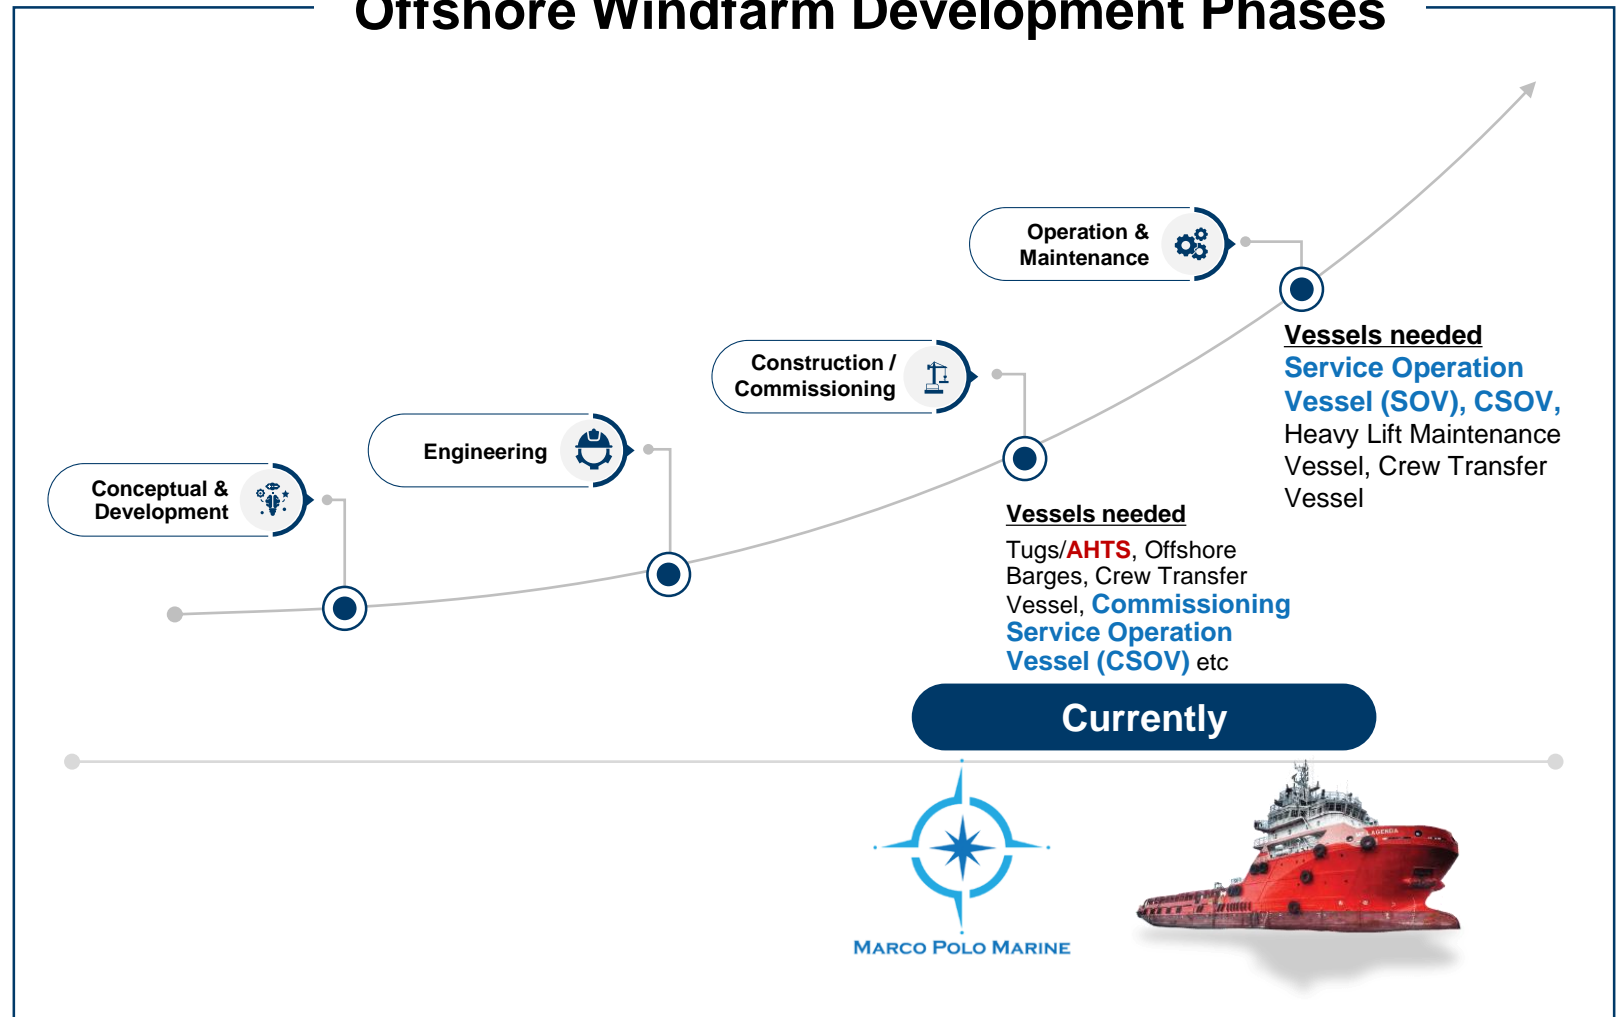 Offshore Windfarm Development Phases
Operation &
Maintenance
Construction /
Commissioning
Engineering
Conceptual &
Development
Vessels needed
Service Operation
Vessel (SOV), CSOV,
Heavy Lift Maintenance
Vessel, Crew Transfer
Vessel
Vessels needed
Tugs/AHTS, Offshore
Barges, Crew Transfer
Vessel, Commissioning
Service Operation
Vessel (CSOV) etc
Currently
MARCO POLO MARINE